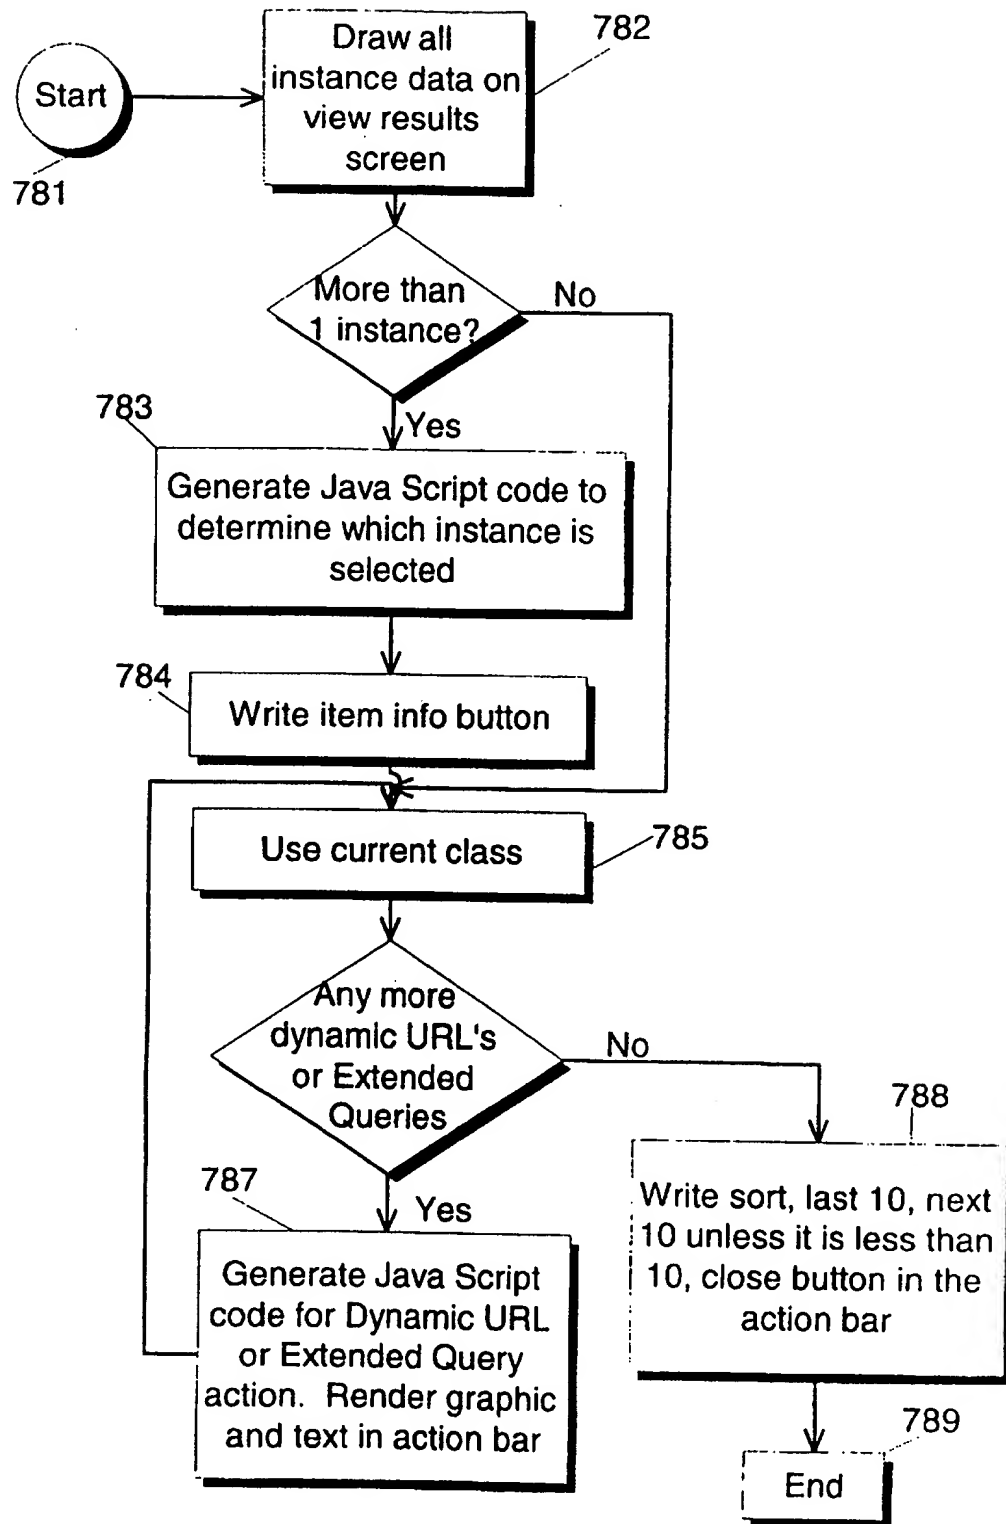 Start
781
Draw all
instance data on
view results
screen
782
More than
1 instance?
No
Yes
783
Generate Java Script code to
determine which instance is
selected
784
Write item info button
Use current class
785
Any more
dynamic URL's
or Extended
Queries
No
Yes
787
Generate Java Script
code for Dynamic URL
or Extended Query
action. Render graphic
and text in action bar
788
Write sort, last 10, next
10 unless it is less than
10, close button in the
action bar
789
End